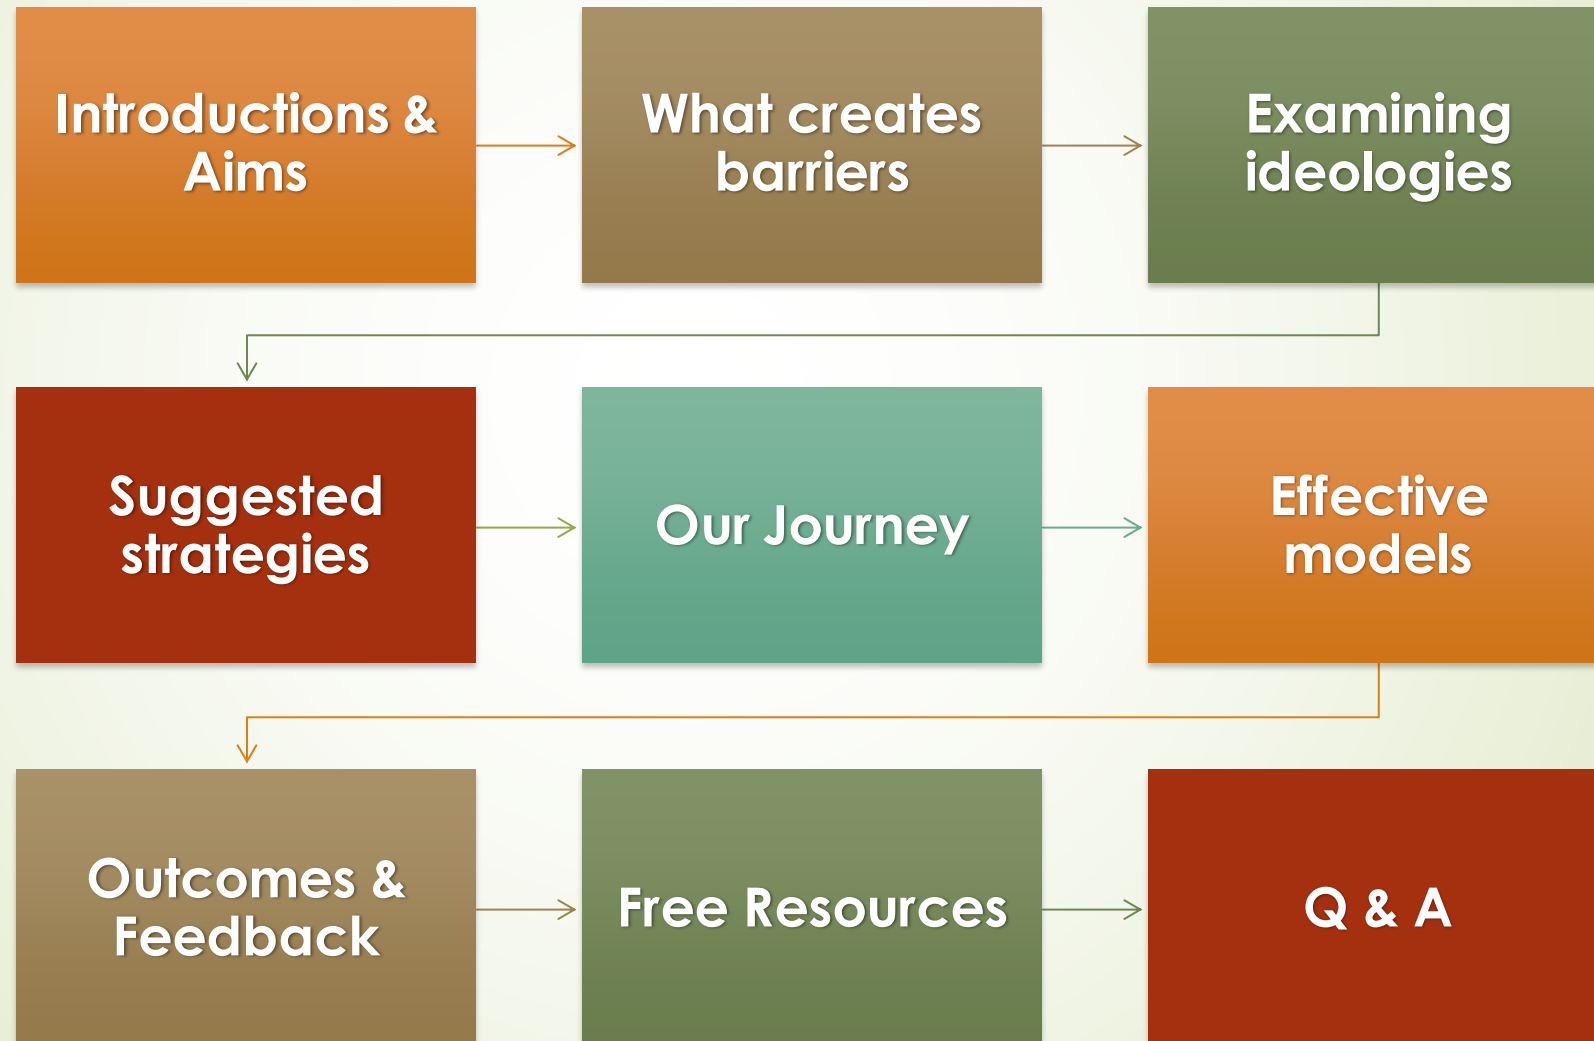 Introductions &
Aims
What creates
barriers
Examining
ideologies
Suggested
strategies
Our Journey
Effective
models
Outcomes &
Feedback
Free Resources
Q & A